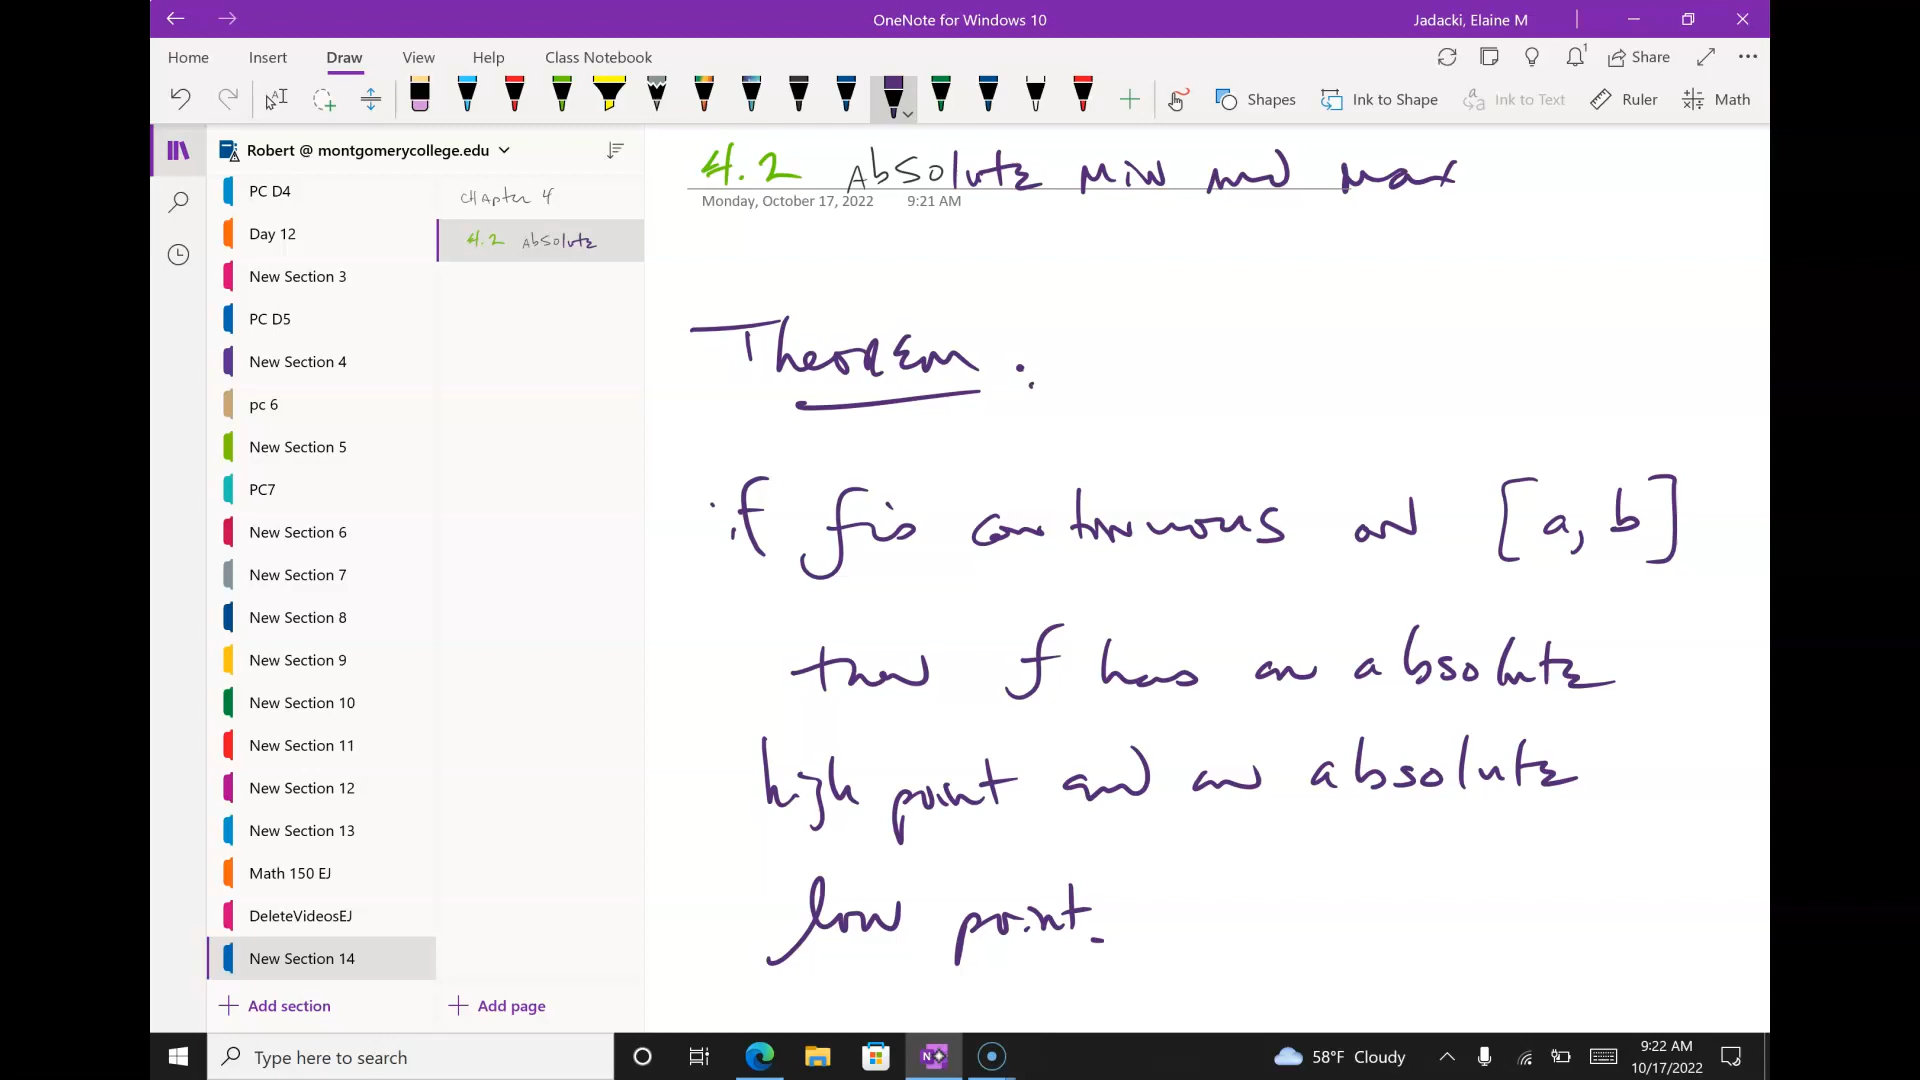 OneNote for Windows 10
Jadacki, Elaine M
Home Insert Draw View Help Class Notebook
1
Share
Shapes
Ink to Shape
Ink to Text
Ruler
Math
Robert @ montgomerycollege.edu
PC D4
Day 12
New Section 3
PC D5
New Section 4
pc 6
New Section 5
PC7
New Section 6
New Section 7
New Section 8
New Section 9
New Section 10
New Section 11
New Section 12
New Section 13
Math 150 EJ
DeleteVideosEJ
New Section 14
Add section
Chapter 4
4.2 Absolute
Add page
4.2 Absolute Min and Max
Monday, October 17, 2022 9:21 AM
Theorem :
if f is continuous on [a, b]
then f has an absolute
high point and an absolute
low point.
Type here to search
58°F Cloudy
9:22 AM
10/17/2022